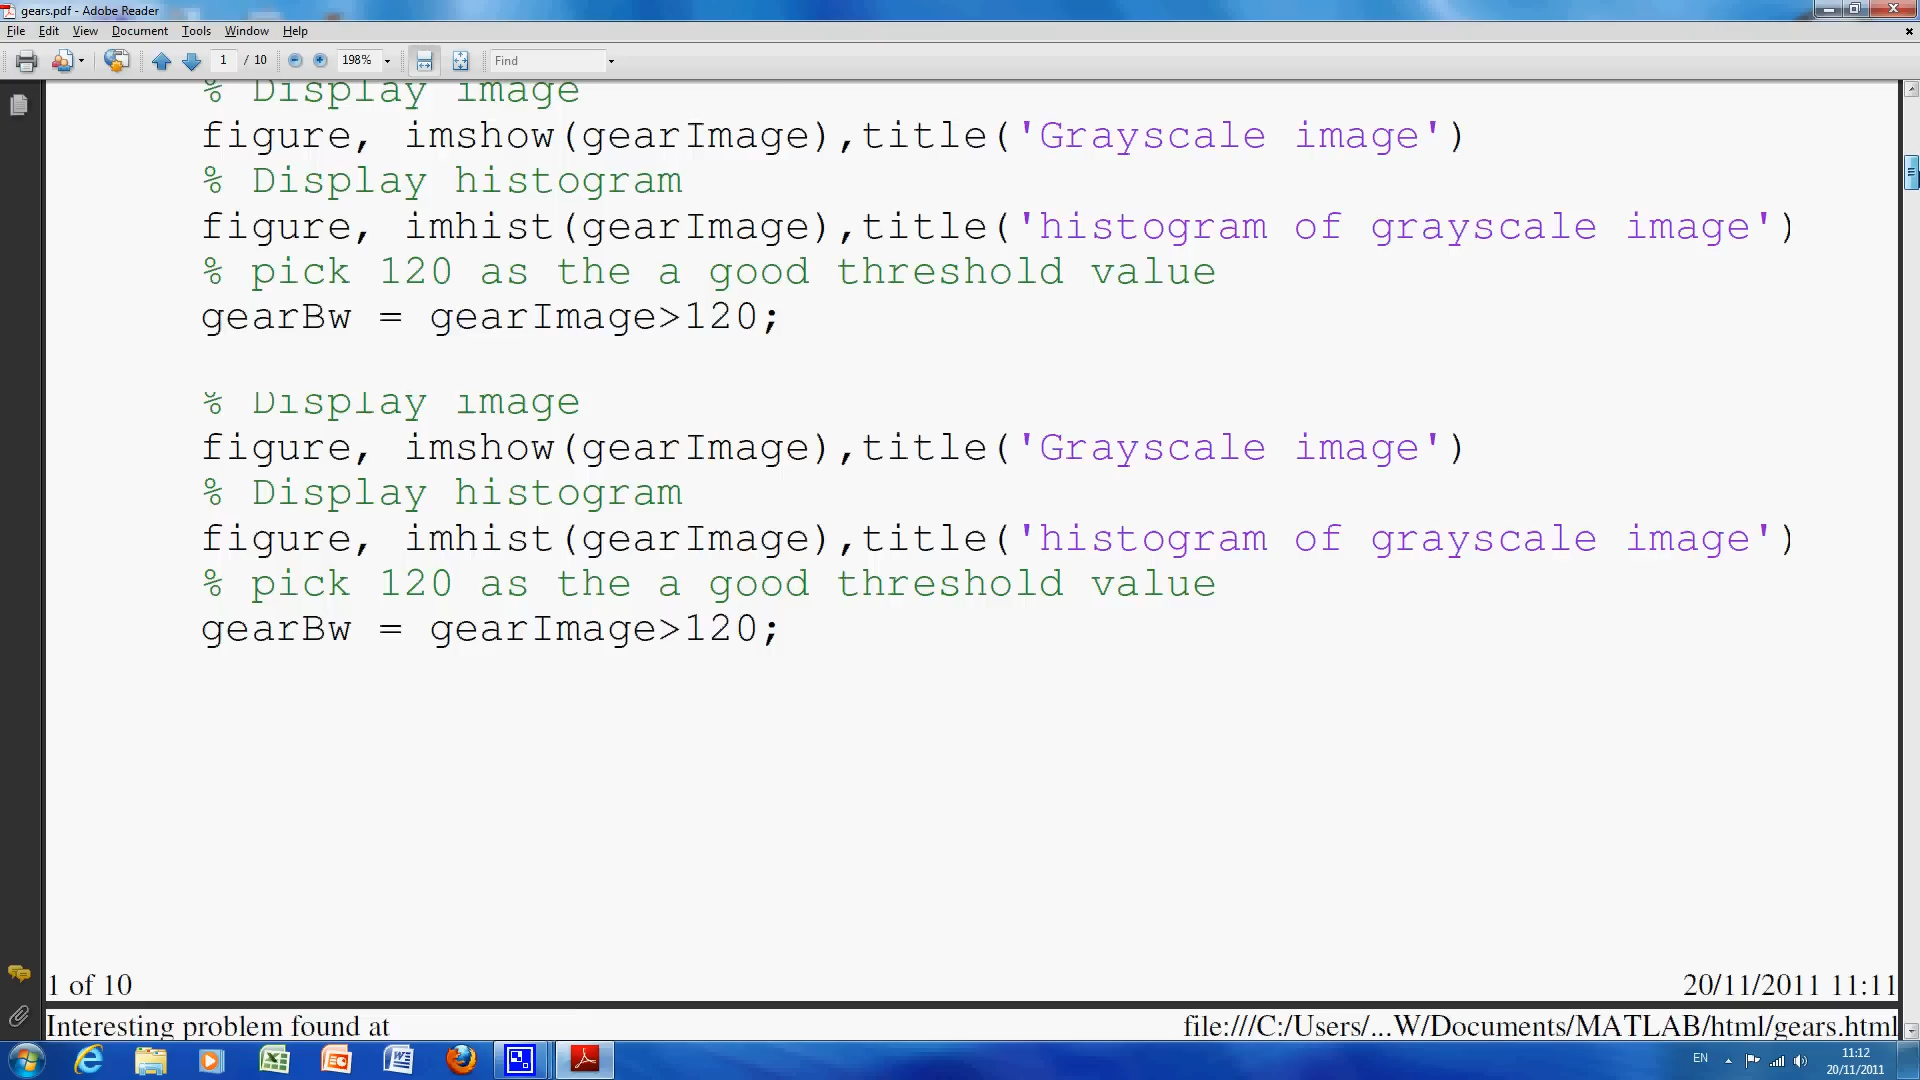 gears.pdf - Adobe Reader
File Edit View Document Tools Window Help
1 / 10 198% Find
% Display image
figure, imshow(gearImage),title('Grayscale image')
% Display histogram
figure, imhist(gearImage),title('histogram of grayscale image')
% pick 120 as the a good threshold value
gearBw = gearImage>120;
% Display image
figure, imshow(gearImage),title('Grayscale image')
% Display histogram
figure, imhist(gearImage),title('histogram of grayscale image')
% pick 120 as the a good threshold value
gearBw = gearImage>120;
1 of 10 20/11/2011 11:11
Interesting problem found at file:///C:/Users/...W/Documents/MATLAB/html/gears.html
EN 11:12
20/11/2011